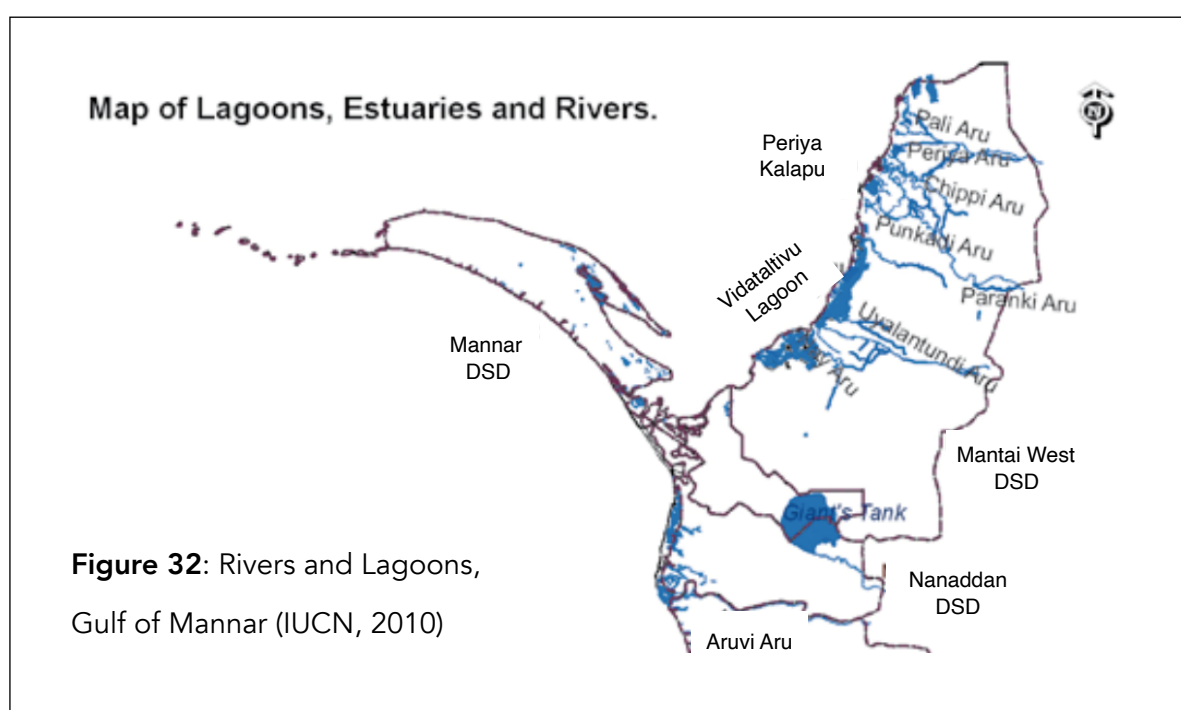 Map of Lagoons, Estuaries and Rivers.
N
Pali Aru
Periya
Kalapu
Periya Aru
Chippi Aru
Punkadi Aru
Vidataltivu
Lagoon
Paranki Aru
Uyalantundi Aru
Mannar
DSD
Aru
Mantai West
DSD
Giant's Tank
Figure 32: Rivers and Lagoons,
Gulf of Mannar (IUCN, 2010)
Nanaddan
DSD
Aruvi Aru